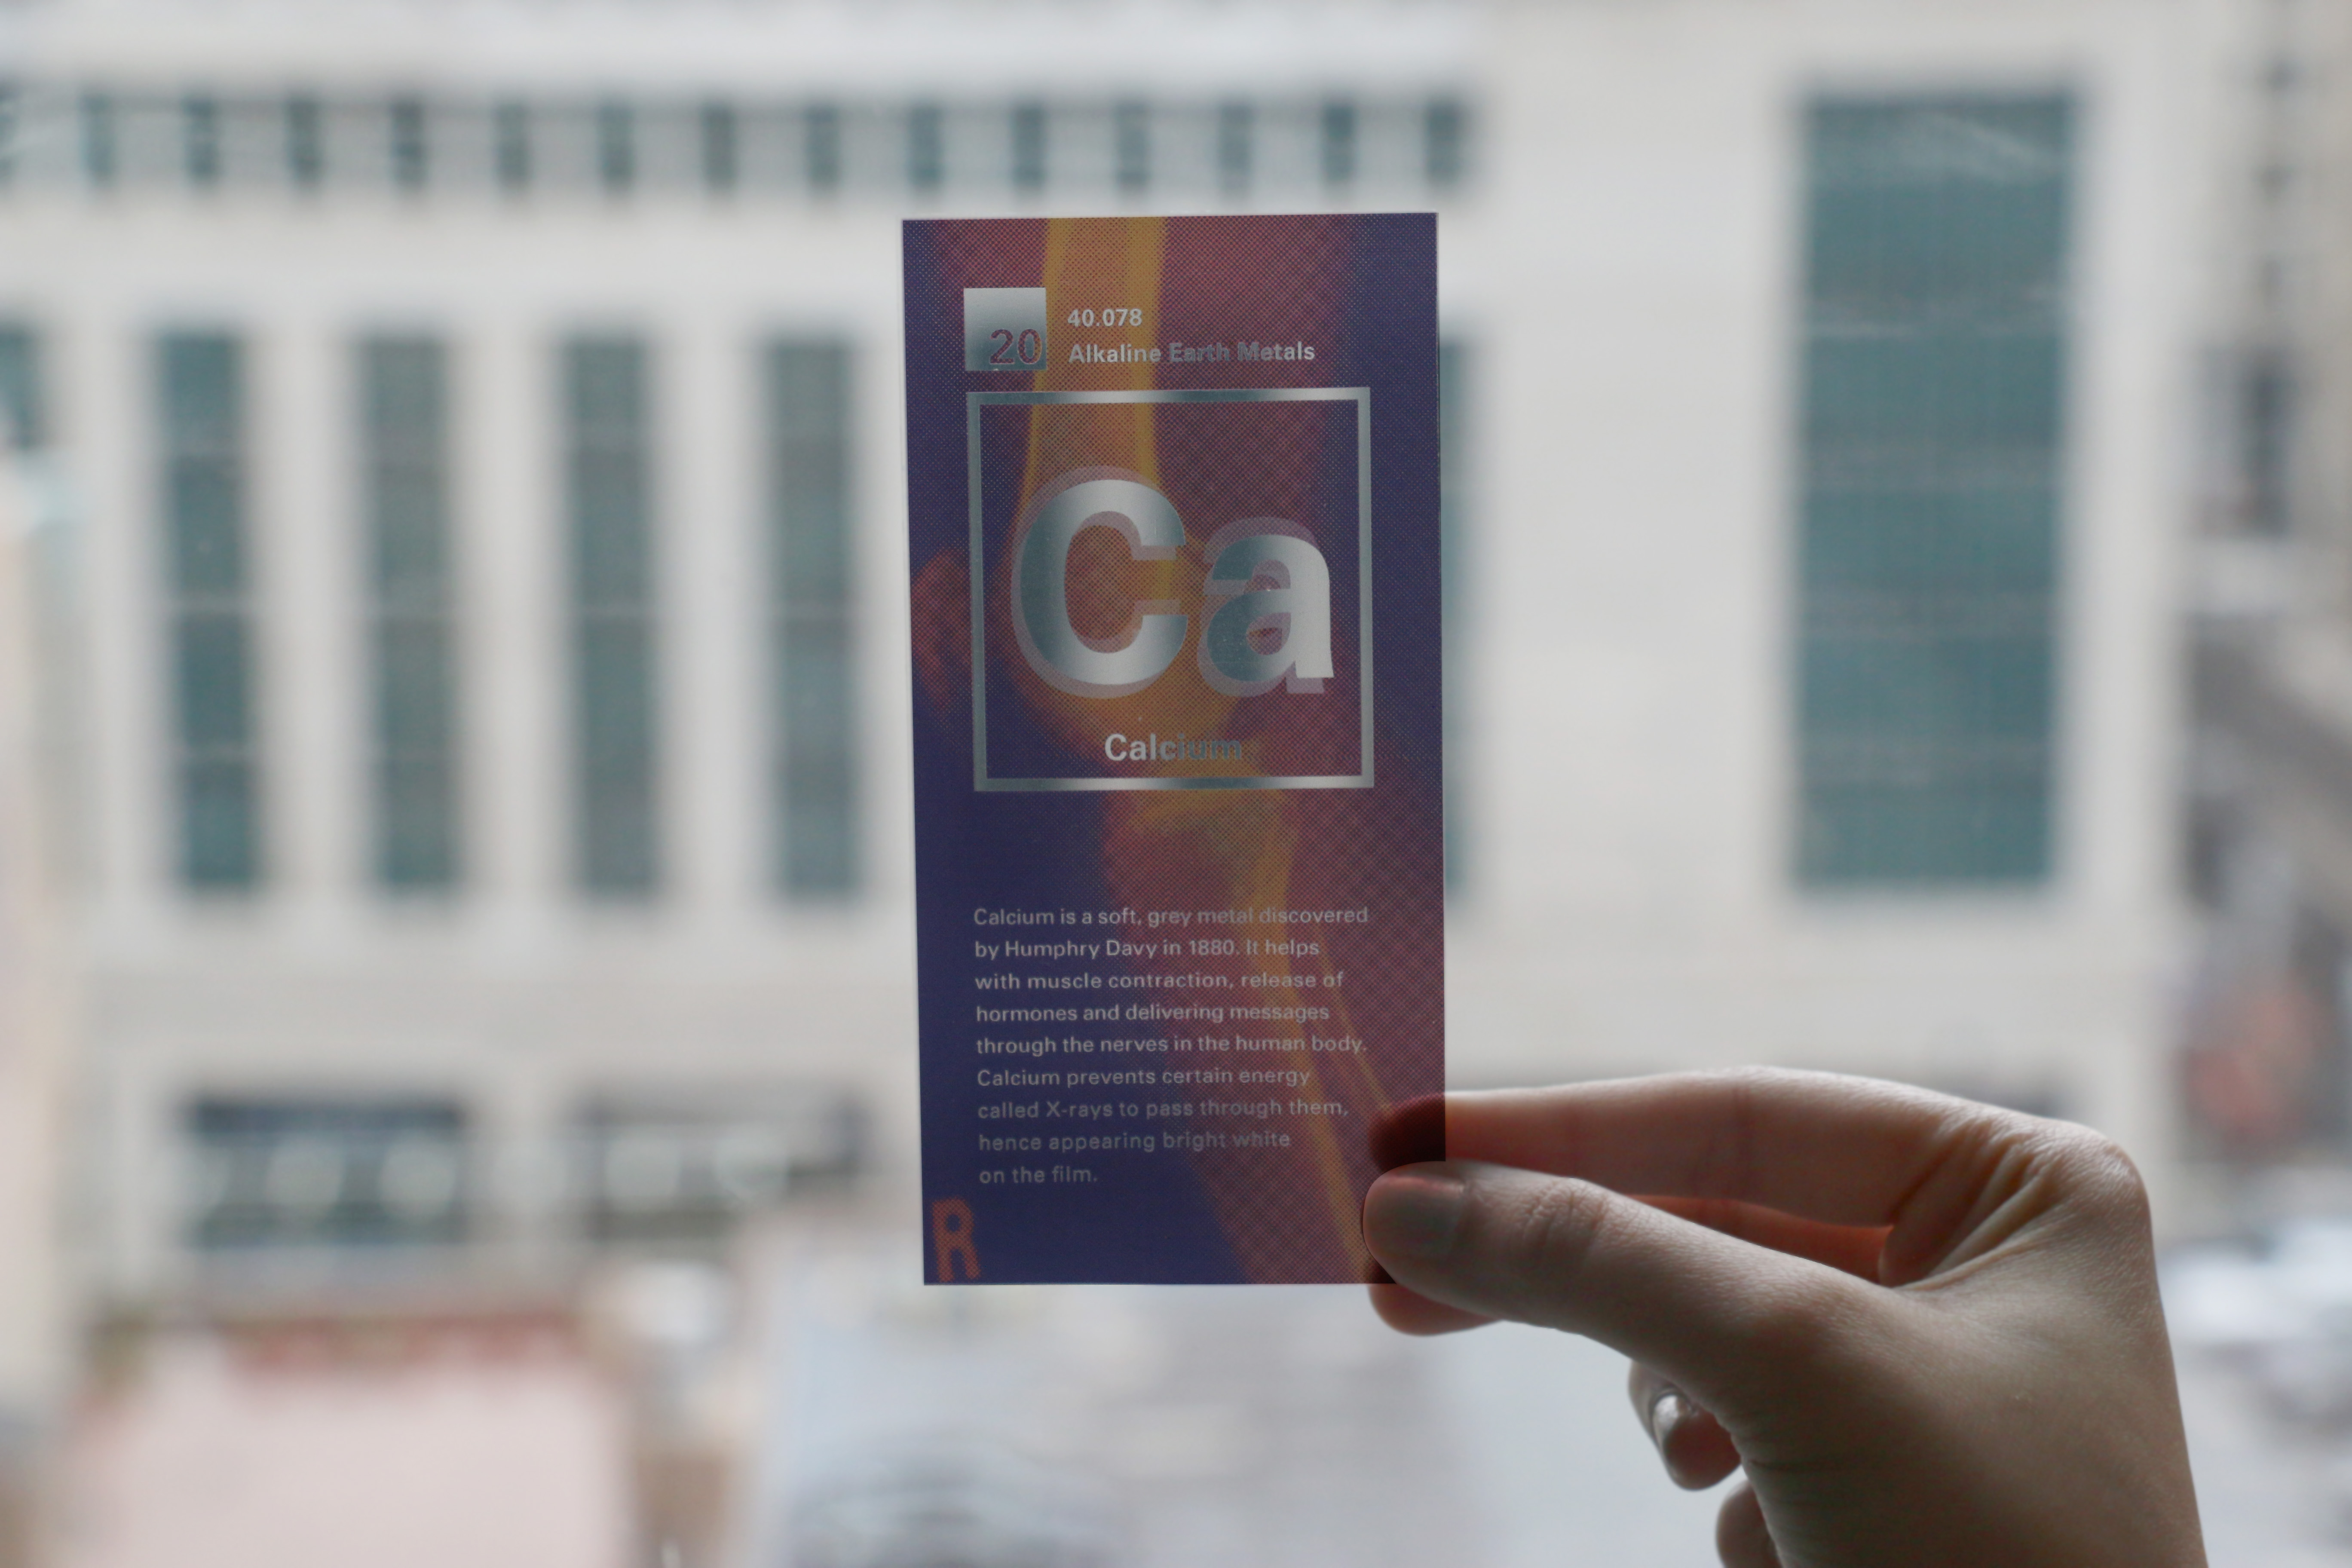 40.078
20 Alkaline Earth Metals
Ca
Calcium
Calcium is a soft, grey metal discovered
by Humphry Davy in 1880. It helps
with muscle contraction, release of
hormones and delivering messages
through the nerves in the human body.
Calcium prevents certain energy
called X-rays to pass through them,
hence appearing bright white
on the film.
R